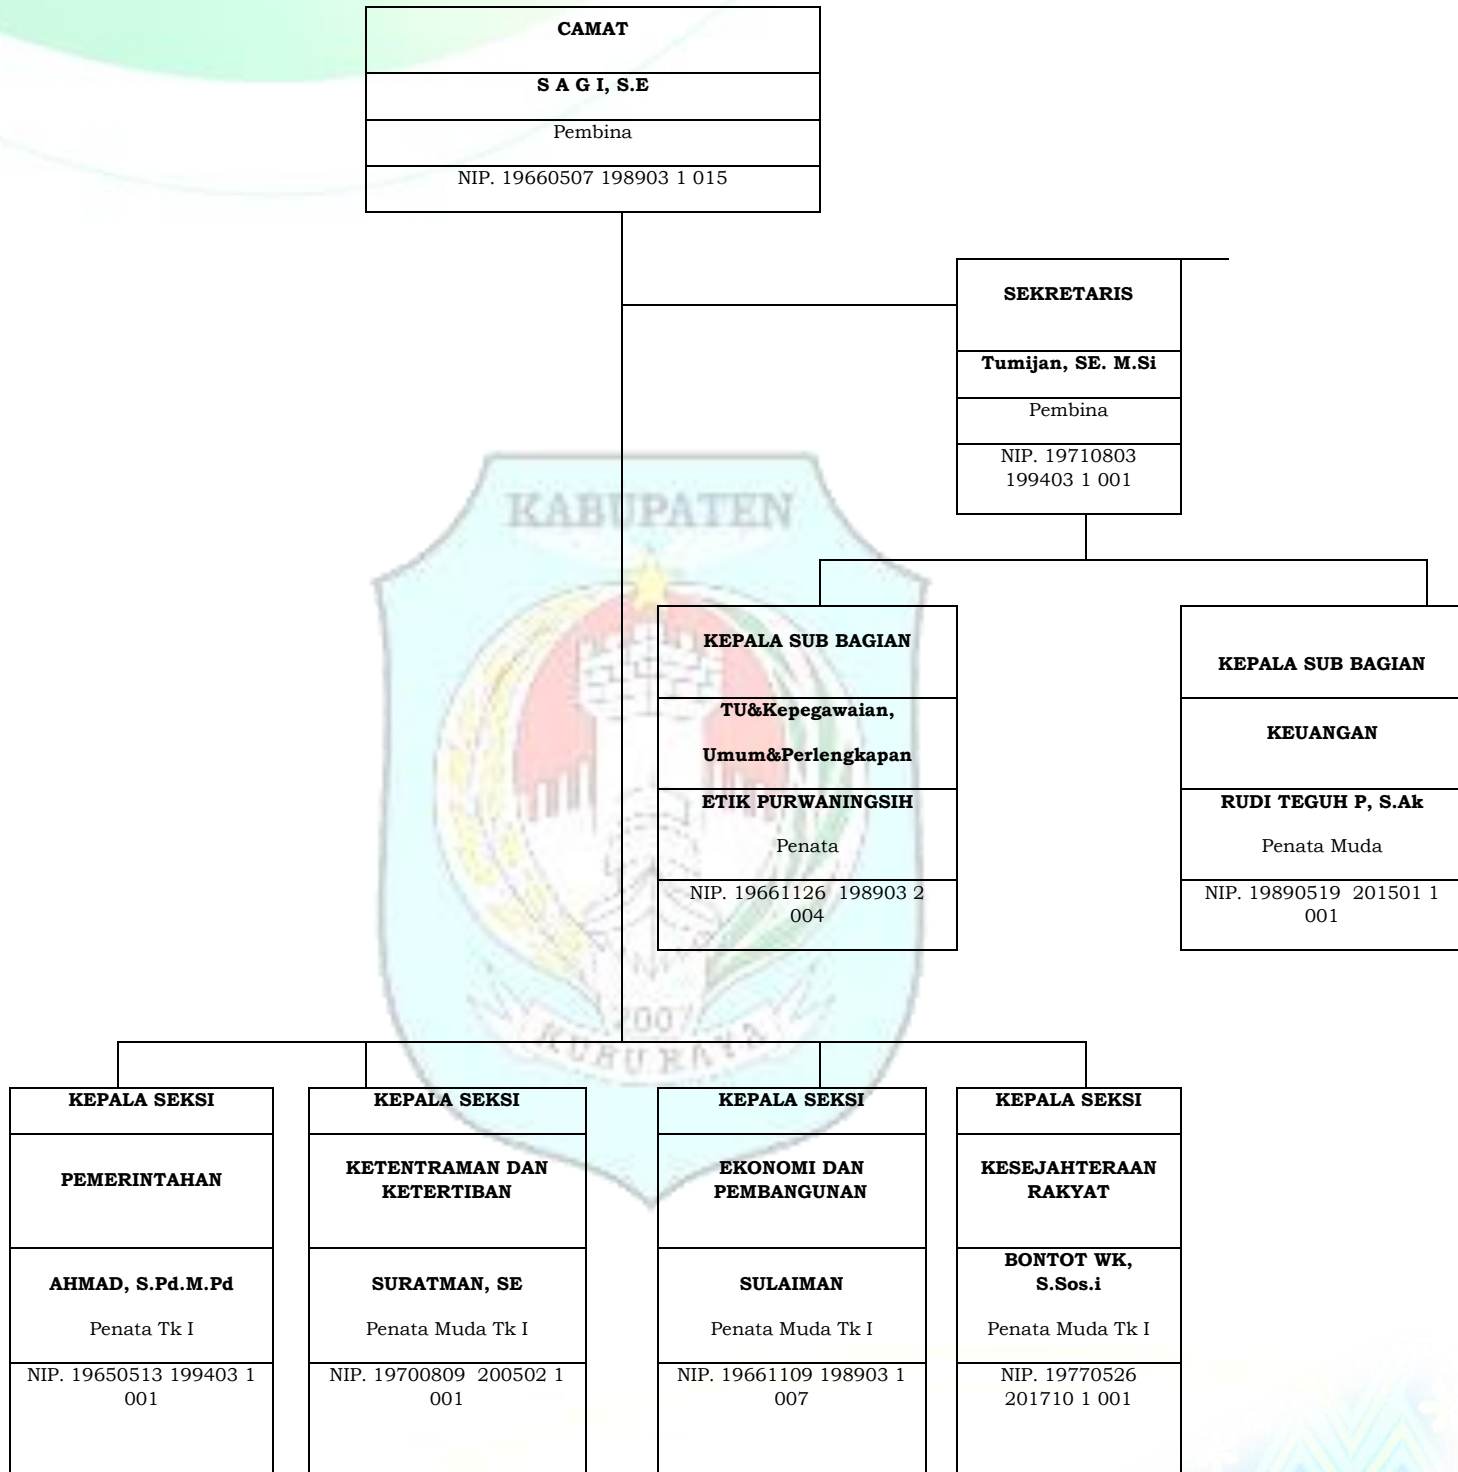 CAMAT
S A G I, S.E
Pembina
NIP. 19660507 198903 1 015
SEKRETARIS
Tumijan, SE. M.Si
Pembina
NIP. 19710803
199403 1 001
KABUPATEN
KEPALA SUB BAGIAN
TU&Kepegawaian,
Umum&Perlengkapan
ETIK PURWANINGSIH
Penata
NIP. 19661126  198903 2
004
KEPALA SUB BAGIAN
KEUANGAN
RUDI TEGUH P, S.Ak
Penata Muda
NIP. 19890519  201501 1
001
2007
KUBU RAYA
KEPALA SEKSI
PEMERINTAHAN
AHMAD, S.Pd.M.Pd
Penata Tk I
NIP. 19650513 199403 1
001
KEPALA SEKSI
KETENTRAMAN DAN
KETERTIBAN
SURATMAN, SE
Penata Muda Tk I
NIP. 19700809  200502 1
001
KEPALA SEKSI
EKONOMI DAN
PEMBANGUNAN
SULAIMAN
Penata Muda Tk I
NIP. 19661109 198903 1
007
KEPALA SEKSI
KESEJAHTERAAN
RAKYAT
BONTOT WK,
S.Sos.i
Penata Muda Tk I
NIP. 19770526
201710 1 001